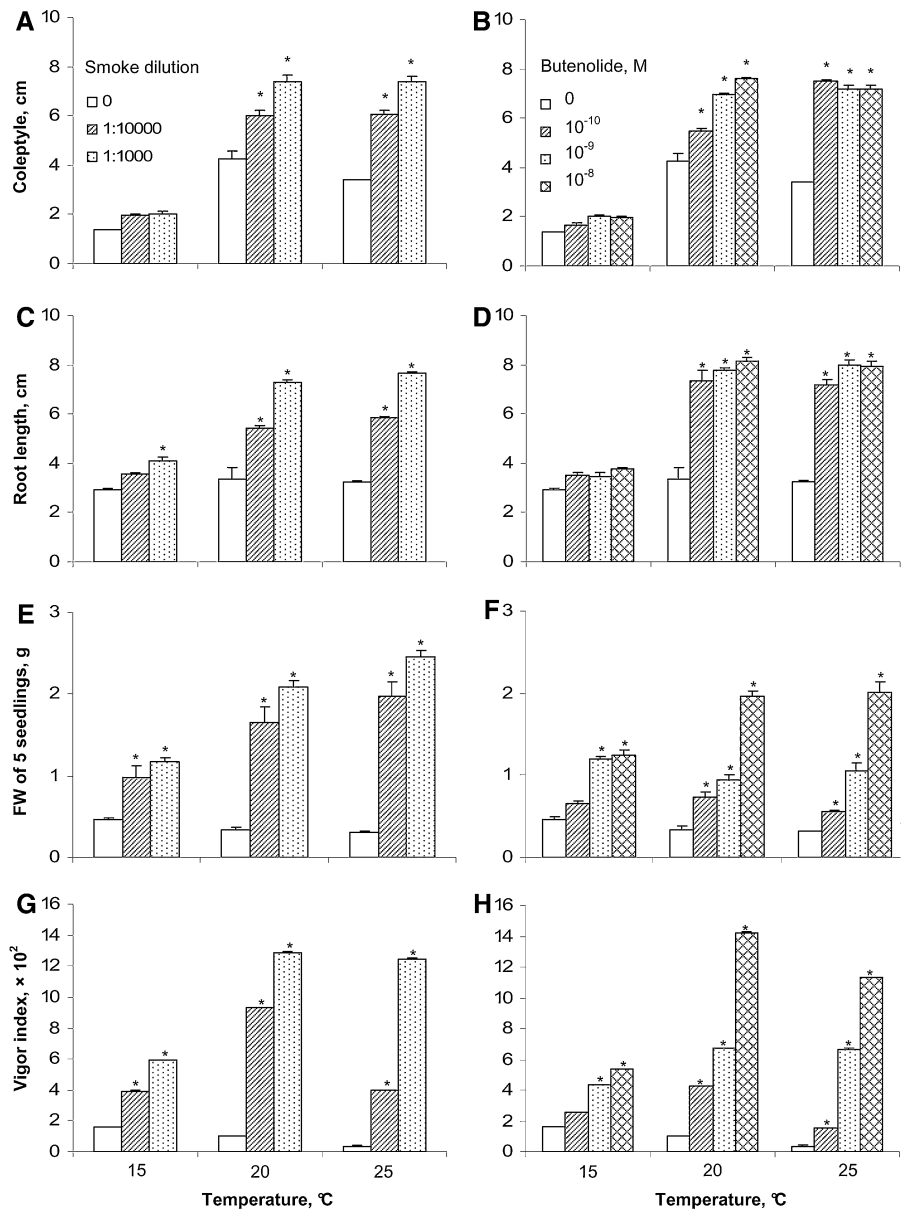 A
Coleptyle, cm
10
8
6
4
2
0
Smoke dilution
0
1:10000
1:1000
* * * *
B
10
8
6
4
2
0
Butenolide, M
0
10⁻¹⁰
10⁻⁹
10⁻⁸
* * * * * *
C
Root length, cm
10
8
6
4
2
0
* * * * *
D
10
8
6
4
2
0
* * * * * *
E
FW of 5 seedlings, g
3
2
1
0
* * * * * *
F
3
2
1
0
* * * * * * * *
G
Vigor index, × 10²
16
14
12
10
8
6
4
2
0
* * * * * *
15 20 25
Temperature, °C
H
16
14
12
10
8
6
4
2
0
* * * * * * * *
15 20 25
Temperature, °C